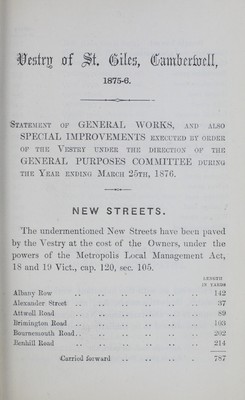 Vestry of St. Giles, Camberwell,
1875-6.
STATEMENT OF GENERAL WORKS, AND ALSO
SPECIAL IMPROVEMENTS EXECUTED BY ORDER
OF THE VESTRY UNDER THE DIRECTION OF THE
GENERAL PURPOSES COMMITTEE DURING
THE YEAR ENDING MARCH 25TH, 1876.
NEW STREETS.
The undermentioned New Streets have been paved
by the Vestry at the cost of the Owners, under the
powers of the Metropolis Local Management Act,
18 and 19 Vict., cap. 120, sec. 105.
LENGTH
IN YARDS
Albany Row .. .. .. .. .. .. 142
Alexander Street .. .. .. .. .. .. 37
Attwell Road .. .. .. .. .. .. 89
Brimington Road .. .. .. .. .. .. 103
Bournemouth Road .. .. .. .. .. .. 202
Bonhill Road .. .. .. .. .. .. 214
Carried forward .. .. .. .. 787